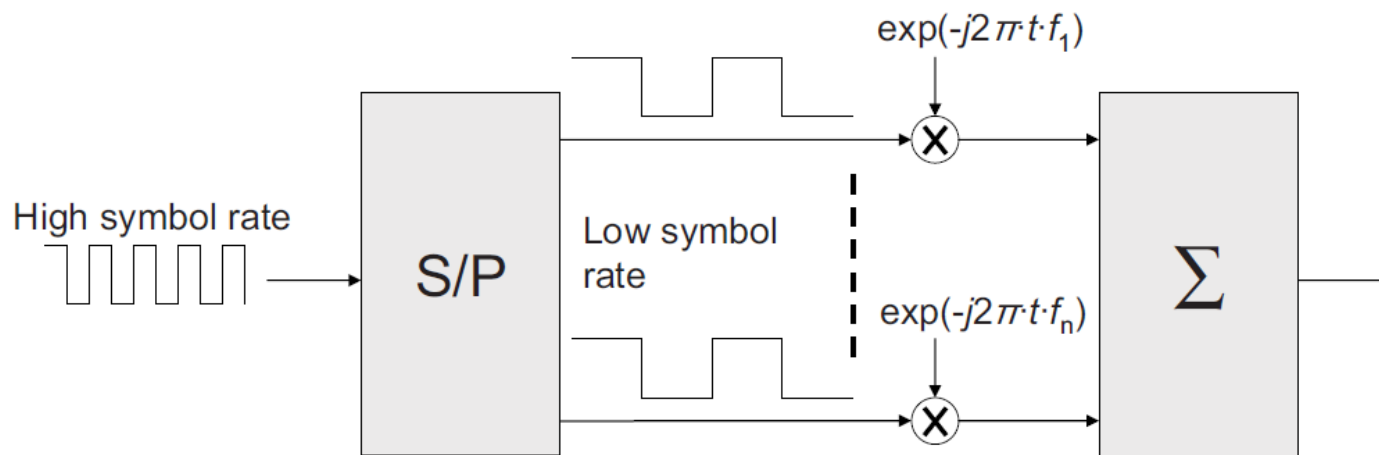 exp(-j2π·t·f₁)
High symbol rate
S/P
Low symbol
rate
Σ
exp(-j2π·t·fₙ)